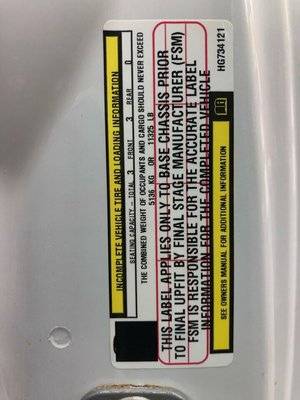 INCOMPLETE VEHICLE TIRE AND LOADING INFORMATION
SEATING CAPACITY - TOTAL 3 FRONT 3 REAR 0
THE COMBINED WEIGHT OF OCCUPANTS AND CARGO SHOULD NEVER EXCEED
5136 KG OR 11325 LB
THIS LABEL APPLIES ONLY TO BASE CHASSIS PRIOR
TO FINAL UPFIT BY FINAL STAGE MANUFACTURER (FSM)
FSM IS RESPONSIBLE FOR THE ACCURATE LABEL
INFORMATION FOR THE COMPLETED VEHICLE
SEE OWNERS MANUAL FOR ADDITIONAL INFORMATION
HG734121